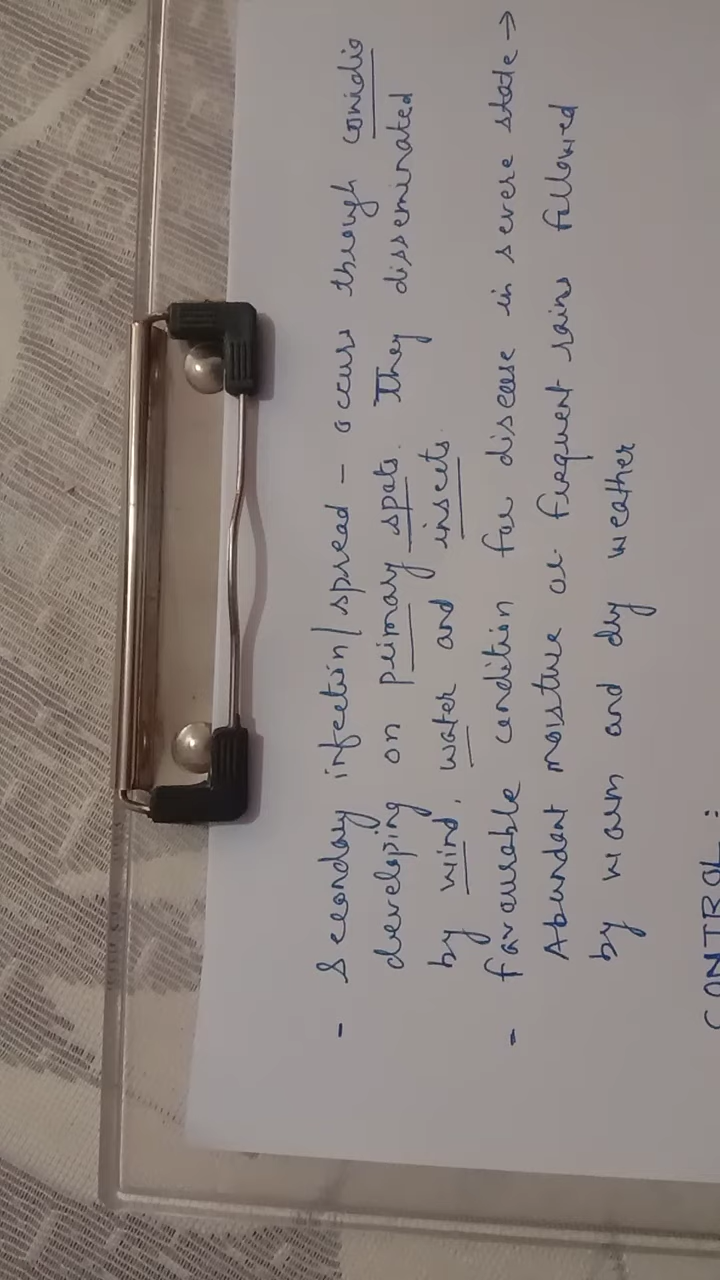 - Secondary infection/spread - occurs through conidia
developing on primary spots. They disseminated
by wind, water and insects.
- favourable condition for disease in severe state →
Abundant moisture or frequent rains followed
by warm and dry weather
CONTROL :